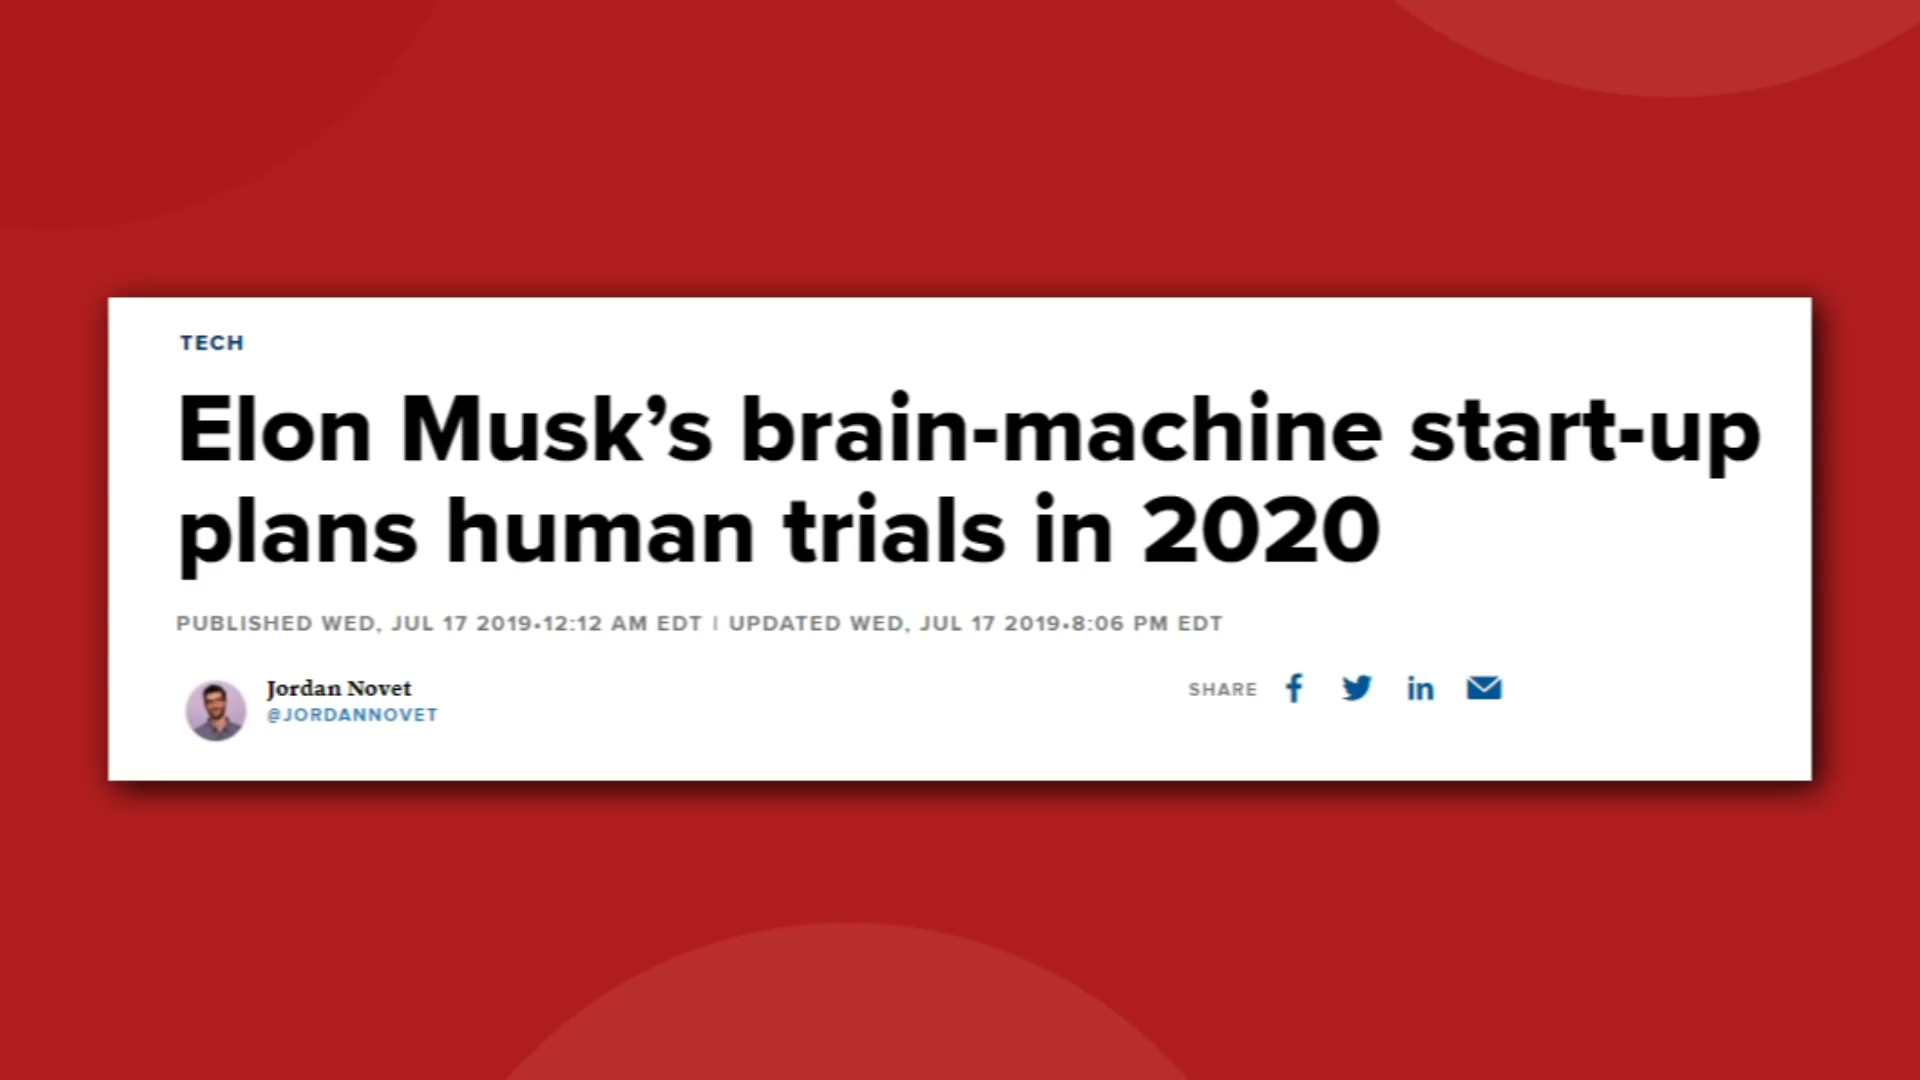 TECH
Elon Musk’s brain-machine start-up
plans human trials in 2020
PUBLISHED WED, JUL 17 2019•12:12 AM EDT | UPDATED WED, JUL 17 2019•8:06 PM EDT
Jordan Novet
@JORDANNOVET
SHARE f in